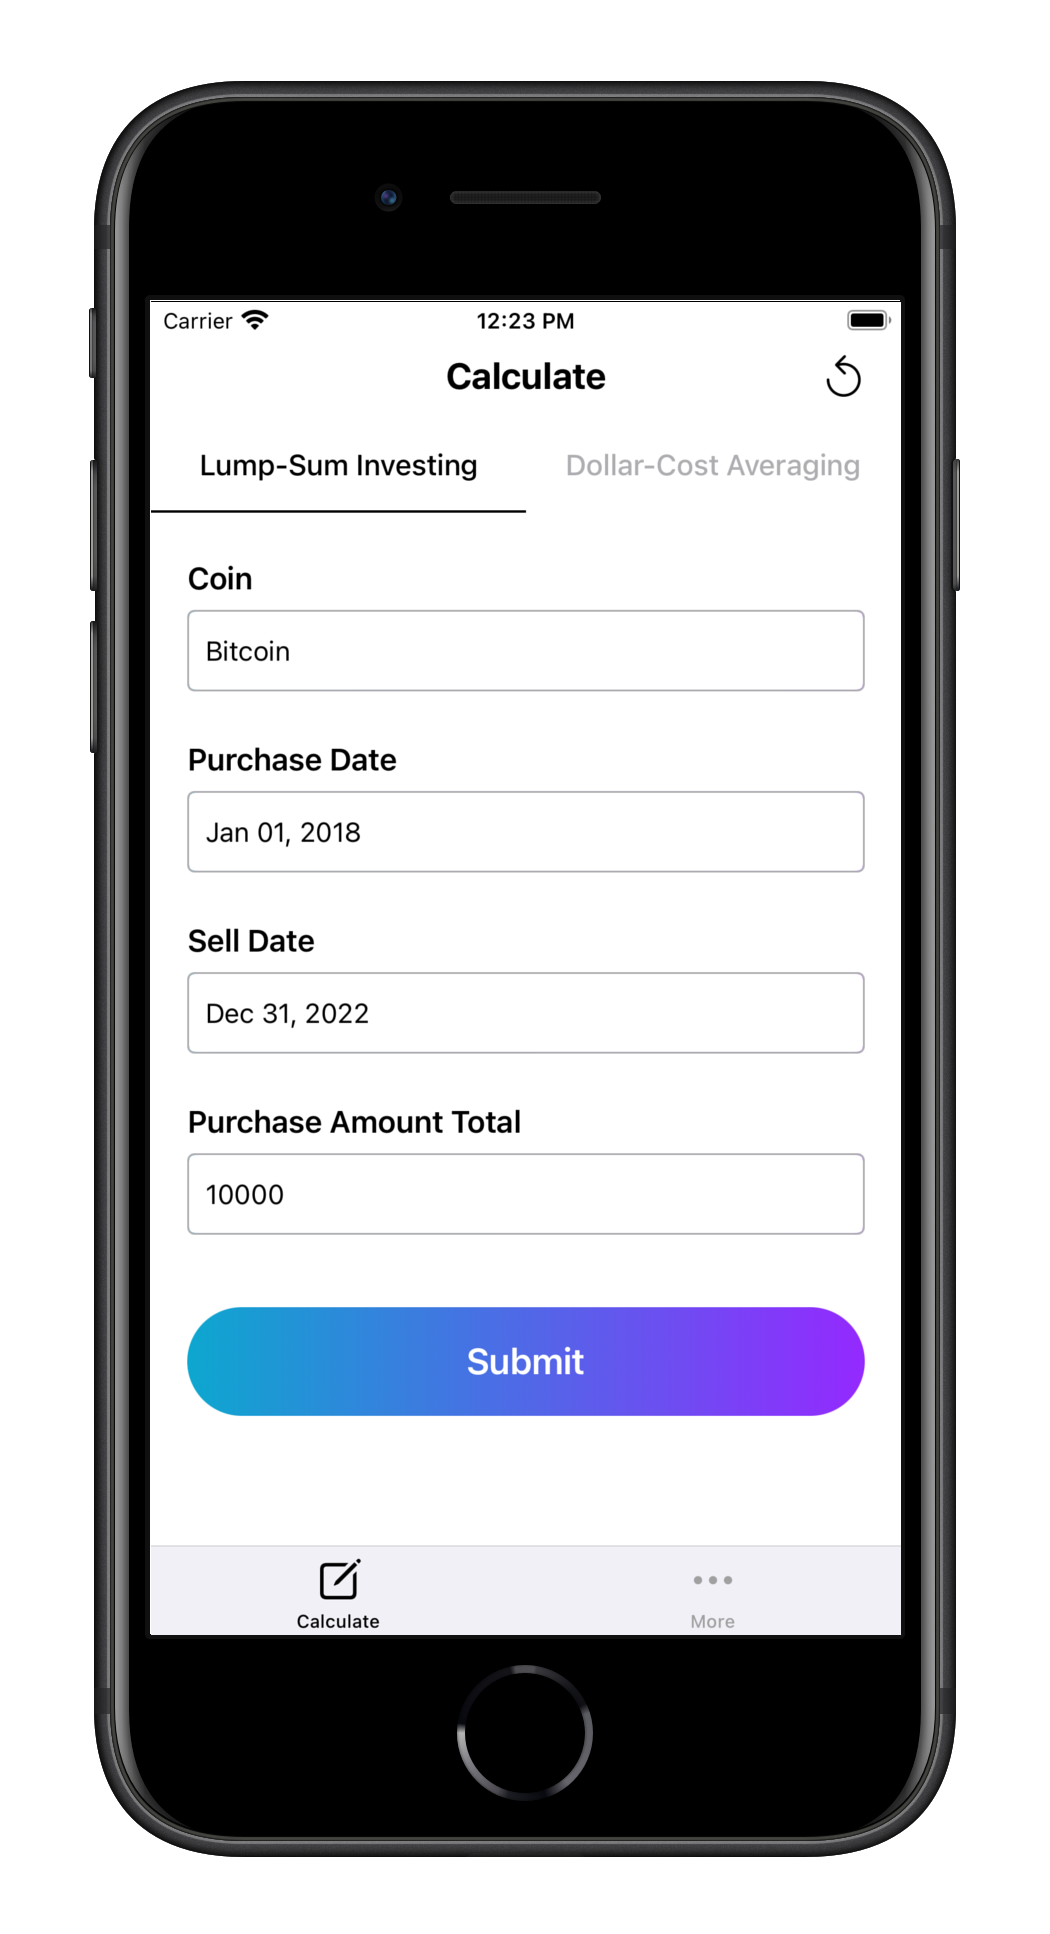 Carrier 12:23 PM
Calculate
Lump-Sum Investing Dollar-Cost Averaging
Coin
Bitcoin
Purchase Date
Jan 01, 2018
Sell Date
Dec 31, 2022
Purchase Amount Total
10000
Submit
Calculate More